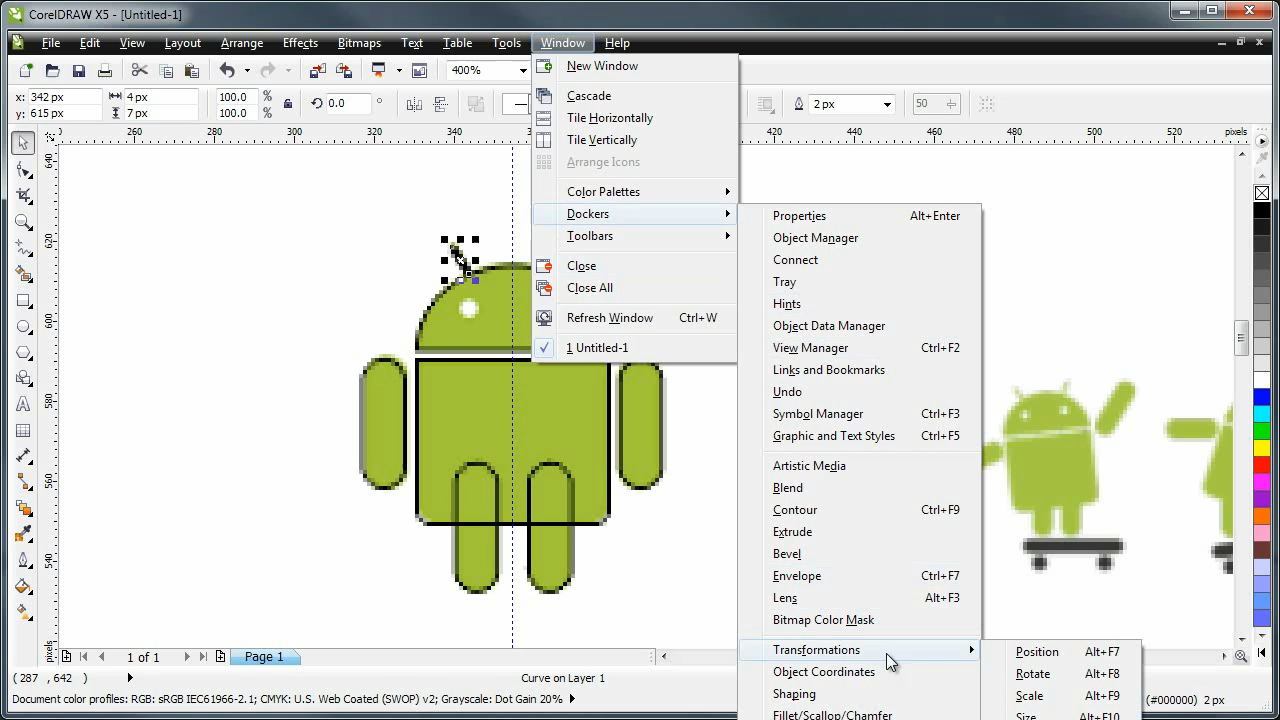 CorelDRAW X5 - [Untitled-1]
File Edit View Layout Arrange Effects Bitmaps Text Table Tools Window Help
400%
x: 342 px 4 px 100.0 % 0.0 ° 2 px 50
y: 615 px 7 px 100.0 %
300 320 340 420 440 460 480 500 520 pixels
640
620
600
580
560
540
pixels
New Window
Cascade
Tile Horizontally
Tile Vertically
Arrange Icons
Color Palettes
Dockers
Toolbars
Close
Close All
Refresh Window Ctrl+W
1 Untitled-1
Properties Alt+Enter
Object Manager
Connect
Tray
Hints
Object Data Manager
View Manager Ctrl+F2
Links and Bookmarks
Undo
Symbol Manager Ctrl+F3
Graphic and Text Styles Ctrl+F5
Artistic Media
Blend
Contour Ctrl+F9
Extrude
Bevel
Envelope Ctrl+F7
Lens Alt+F3
Bitmap Color Mask
Transformations
Object Coordinates
Shaping
Fillet/Scallop/Chamfer
Position Alt+F7
Rotate Alt+F8
Scale Alt+F9
Size Alt+F10
1 of 1 Page 1
(287 , 642 ) Curve on Layer 1
Document color profiles: RGB: sRGB IEC61966-2.1; CMYK: U.S. Web Coated (SWOP) v2; Grayscale: Dot Gain 20% (#000000) 2 px